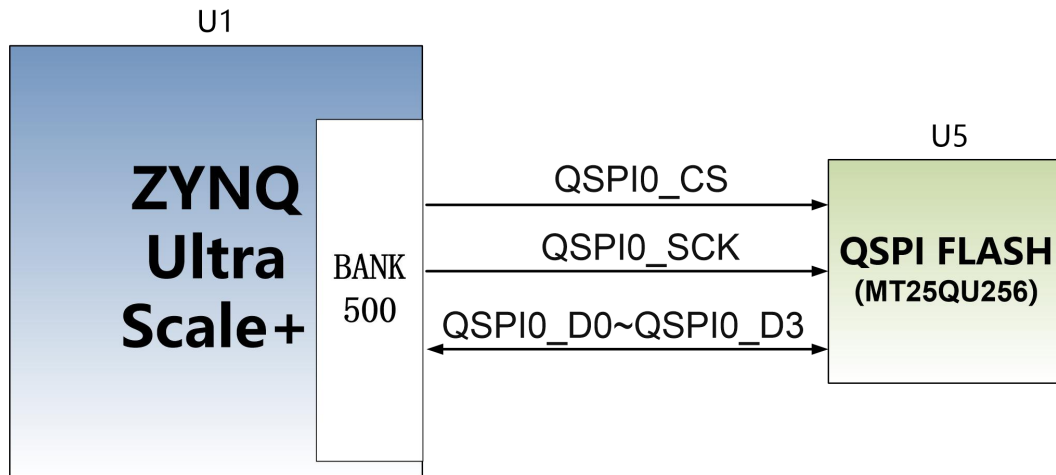 U1
ZYNQ
Ultra
Scale+
BANK
500
QSPI0_CS
QSPI0_SCK
QSPI0_D0~QSPI0_D3
U5
QSPI FLASH
(MT25QU256)